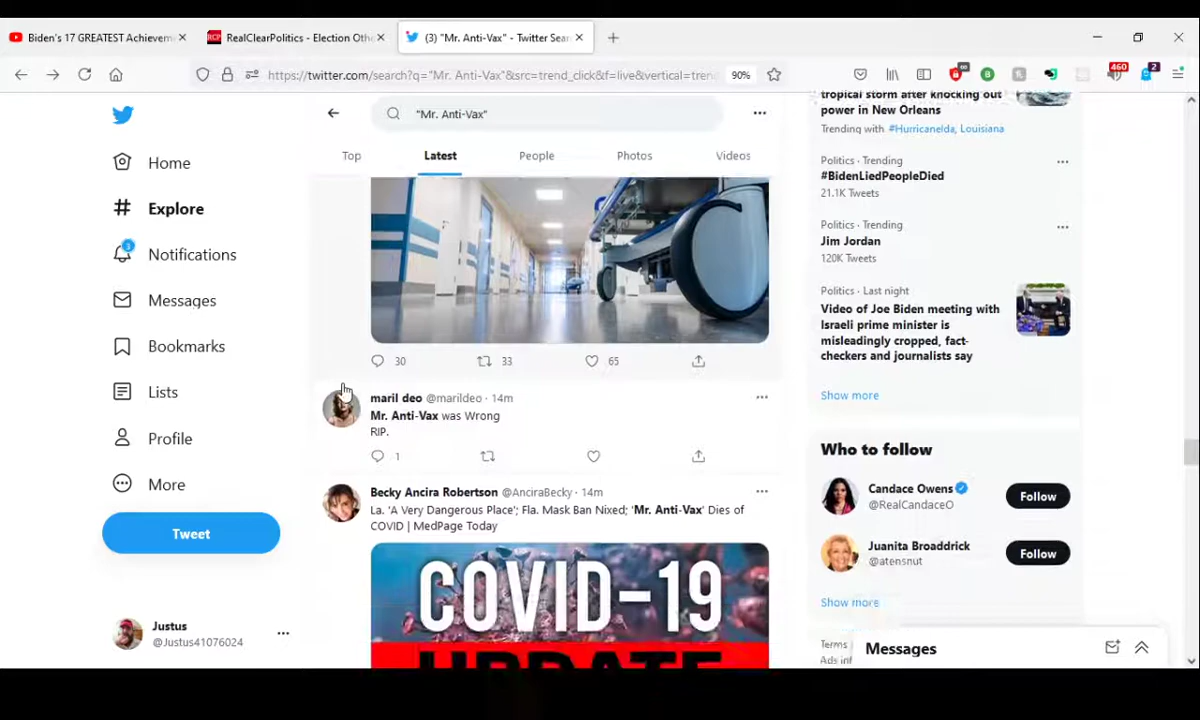 Biden's 17 GREATEST Achievem
RealClearPolitics - Election Oth
(3) "Mr. Anti-Vax" - Twitter Sear
https://twitter.com/search?q="Mr. Anti-Vax"&src=trend_click&f=live&vertical=tren
90%
460
2
"Mr. Anti-Vax"
Top
Latest
People
Photos
Videos
Home
Explore
3
Notifications
Messages
Bookmarks
Lists
Profile
More
Tweet
Justus
@Justus41076024
30
33
65
maril deo @marildeo · 14m
Mr. Anti-Vax was Wrong
RIP.
1
Becky Ancira Robertson @AnciraBecky · 14m
La. 'A Very Dangerous Place'; Fla. Mask Ban Nixed; 'Mr. Anti-Vax' Dies of
COVID | MedPage Today
COVID-19
UPDATE
tropical storm after knocking out
power in New Orleans
Trending with #HurricaneIda, Louisiana
Politics · Trending
#BidenLiedPeopleDied
21.1K Tweets
Politics · Trending
Jim Jordan
120K Tweets
Politics · Last night
Video of Joe Biden meeting with
Israeli prime minister is
misleadingly cropped, fact-
checkers and journalists say
Show more
Who to follow
Candace Owens
@RealCandaceO
Follow
Juanita Broaddrick
@atensnut
Follow
Show more
Terms
Ads inf
Messages